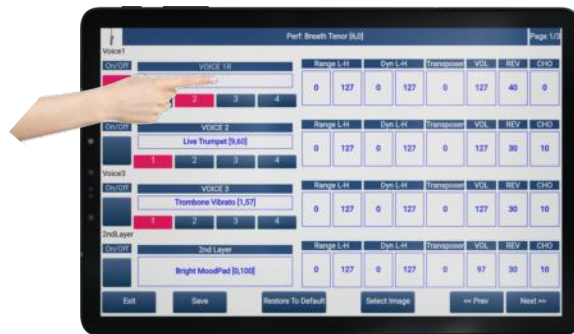 Perf: Breath Tenor [6,0] Page 1/3
Voice1
On/Off VOICE 1R Range L-H Dyn L-H Transposer VOL REV CHO
0 127 0 127 0 127 40 0
2 3 4
On/Off VOICE 2 Range L-H Dyn L-H Transposer VOL REV CHO
Live Trumpet [9,60] 0 127 0 127 0 127 30 10
1 2 3 4
Voice3
On/Off VOICE 3 Range L-H Dyn L-H Transposer VOL REV CHO
Trombone Vibrato [1,57] 0 127 0 127 0 127 30 10
1 2 3 4
2ndLayer
On/Off 2nd Layer Range L-H Dyn L-H Transposer VOL REV CHO
Bright MoodPad [0,100] 0 127 0 127 0 97 30 10
Exit Save Restore To Default Select Image << Prev Next >>